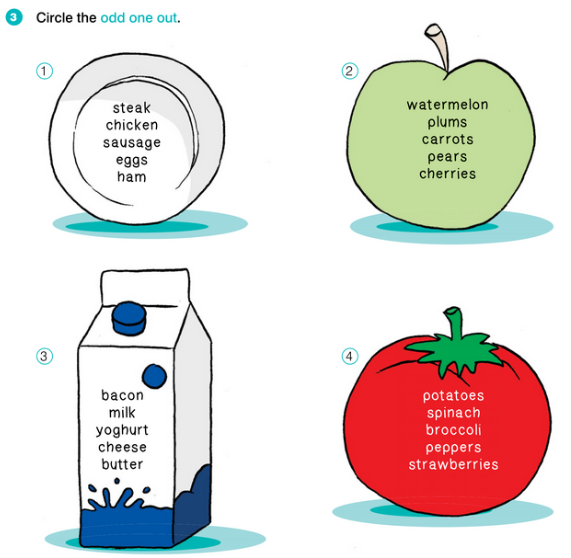 3 Circle the odd one out.
1
steak
chicken
sausage
eggs
ham
2
watermelon
plums
carrots
pears
cherries
3
bacon
milk
yoghurt
cheese
butter
4
potatoes
spinach
broccoli
peppers
strawberries